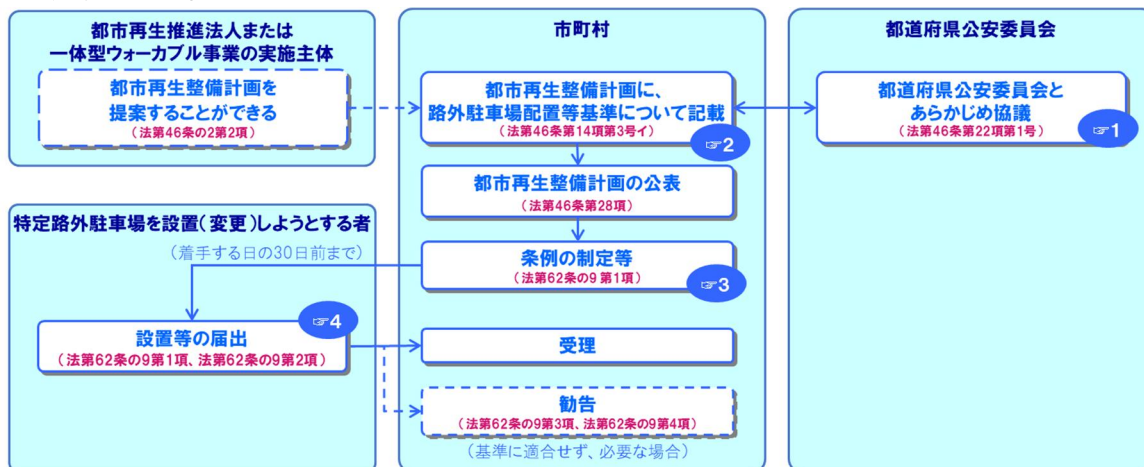 都市再生推進法人または
一体型ウォーカブル事業の実施主体
都市再生整備計画を
提案することができる
（法第46条の2第2項）
市町村
都市再生整備計画に、
路外駐車場配置等基準について記載
（法第46条第14項第3号イ）
☞2
都道府県公安委員会
都道府県公安委員会と
あらかじめ協議
（法第46条第22項第1号）
☞1
都市再生整備計画の公表
（法第46条第28項）
特定路外駐車場を設置（変更）しようとする者
（着手する日の30日前まで）
条例の制定等
（法第62条の9 第1項）
☞3
☞4
設置等の届出
（法第62条の9第1項、法第62条の9第2項）
受理
勧告
（法第62条の9第3項、法第62条の9第4項）
（基準に適合せず、必要な場合）